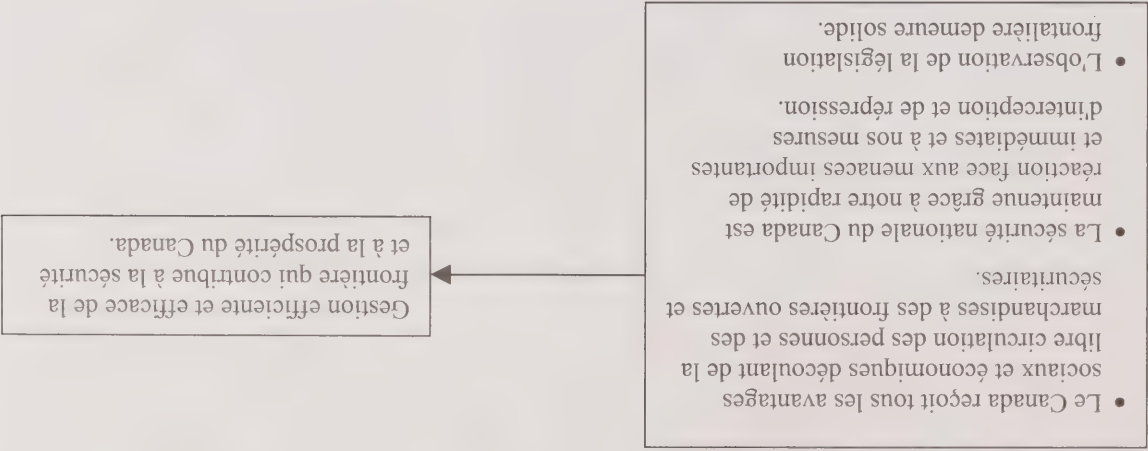 • Le Canada reçoit tous les avantages
sociaux et économiques découlant de la
libre circulation des personnes et des
marchandises à des frontières ouvertes et
sécuritaires.
• La sécurité nationale du Canada est
maintenue grâce à notre rapidité de
réaction face aux menaces importantes
et immédiates et à nos mesures
d'interception et de répression.
• L'observation de la législation
frontalière demeure solide.
Gestion efficiente et efficace de la
frontière qui contribue à la sécurité
et à la prospérité du Canada.